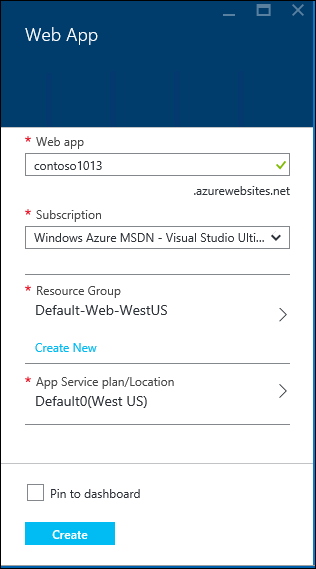 Web App
* Web app
contoso1013
.azurewebsites.net
* Subscription
Windows Azure MSDN - Visual Studio Ulti...
* Resource Group
Default-Web-WestUS
Create New
* App Service plan/Location
Default0(West US)
Pin to dashboard
Create